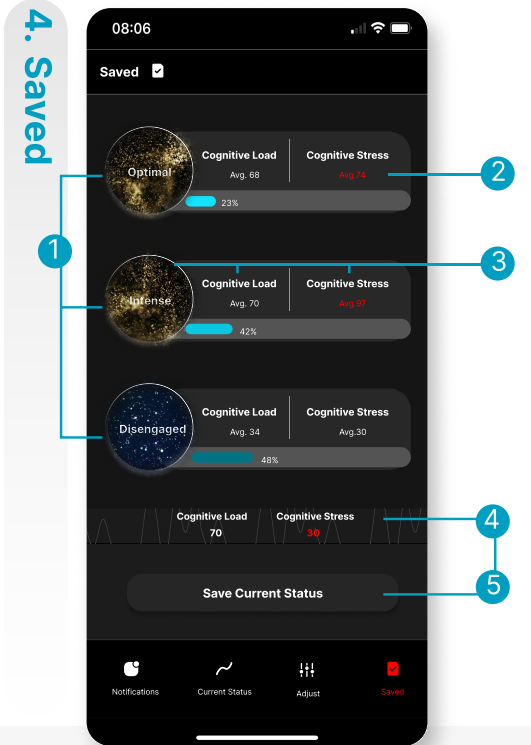 4. Saved
08:06
Saved
Optimal
Cognitive Load
Avg. 68
Cognitive Stress
Avg 74
23%
2
1
3
Intense
Cognitive Load
Avg. 70
Cognitive Stress
Avg.97
42%
Disengaged
Cognitive Load
Avg. 34
Cognitive Stress
Avg.30
48%
Cognitive Load
70
Cognitive Stress
30
4
Save Current Status
5
Notifications
Current Status
Adjust
Saved